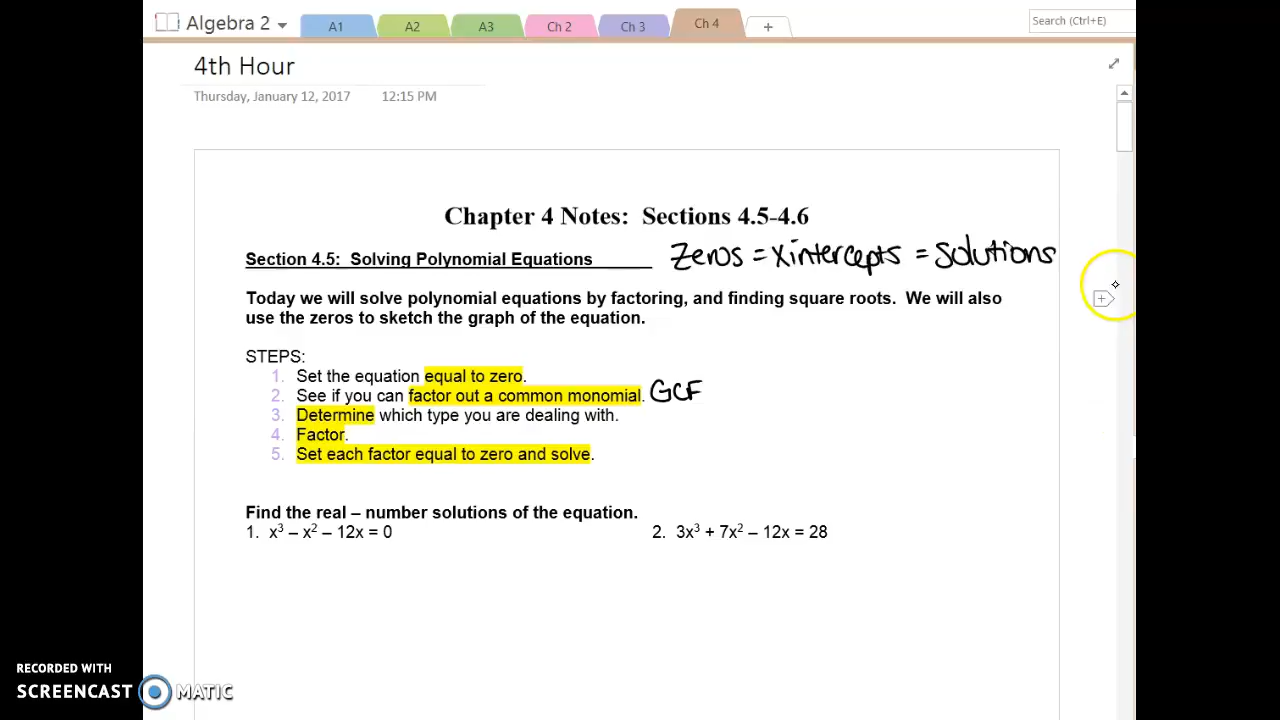 Algebra 2 A1 A2 A3 Ch 2 Ch 3 Ch 4 + Search (Ctrl+E)
4th Hour
Thursday, January 12, 2017 12:15 PM
Chapter 4 Notes: Sections 4.5-4.6
Section 4.5: Solving Polynomial Equations Zeros = x intercepts = Solutions
Today we will solve polynomial equations by factoring, and finding square roots. We will also
use the zeros to sketch the graph of the equation.
STEPS:
1. Set the equation equal to zero.
2. See if you can factor out a common monomial. GCF
3. Determine which type you are dealing with.
4. Factor.
5. Set each factor equal to zero and solve.
Find the real – number solutions of the equation.
1. x³ – x² – 12x = 0 2. 3x³ + 7x² – 12x = 28
RECORDED WITH
SCREENCAST MATIC